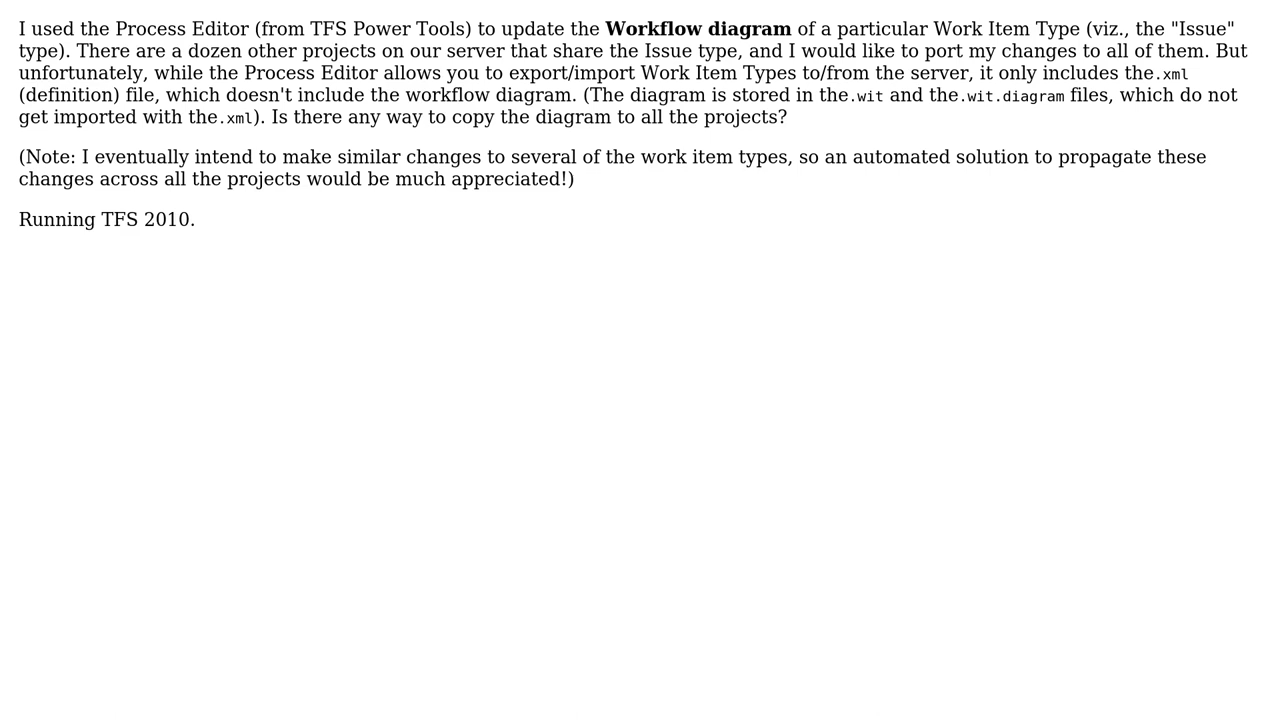 I used the Process Editor (from TFS Power Tools) to update the Workflow diagram of a particular Work Item Type (viz., the "Issue"
type). There are a dozen other projects on our server that share the Issue type, and I would like to port my changes to all of them. But
unfortunately, while the Process Editor allows you to export/import Work Item Types to/from the server, it only includes the .xml
(definition) file, which doesn't include the workflow diagram. (The diagram is stored in the .wit and the .wit.diagram files, which do not
get imported with the .xml). Is there any way to copy the diagram to all the projects?
(Note: I eventually intend to make similar changes to several of the work item types, so an automated solution to propagate these
changes across all the projects would be much appreciated!)
Running TFS 2010.